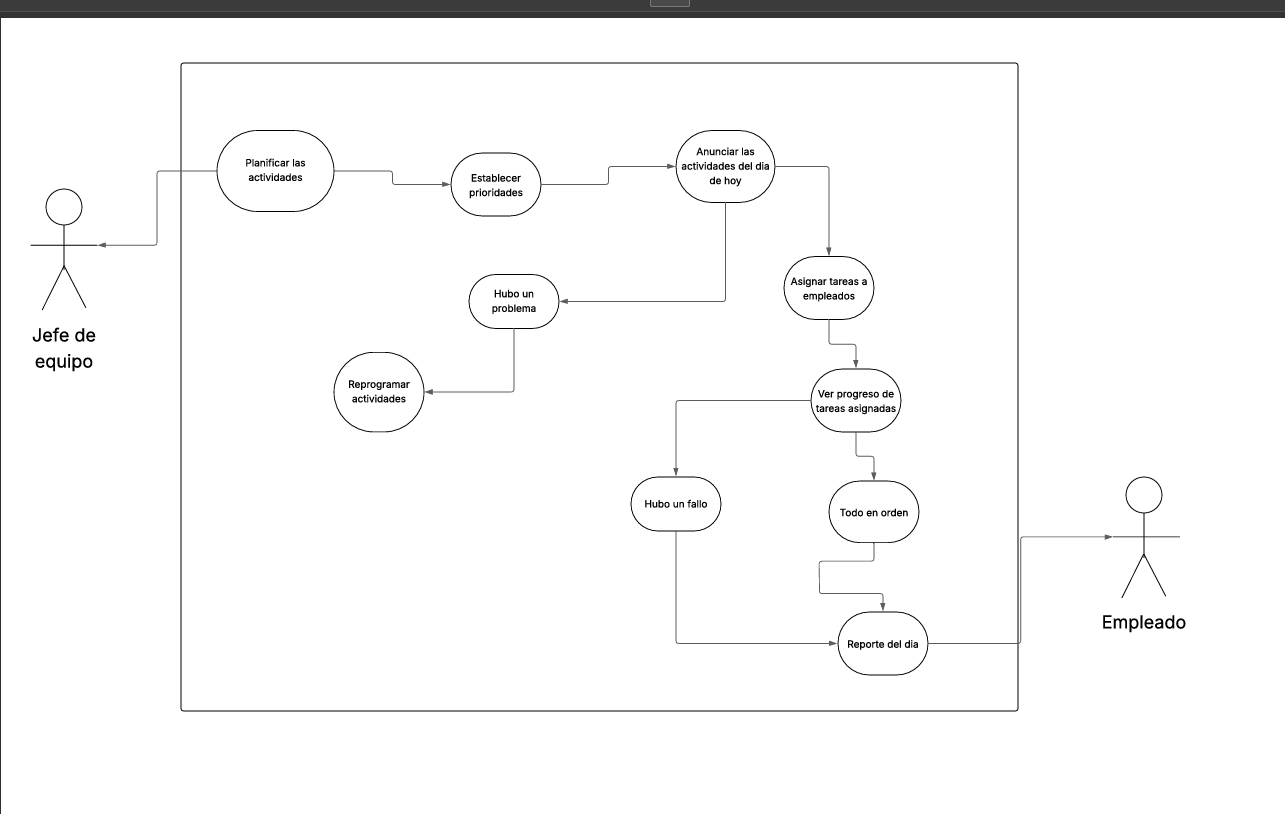 Planificar las
actividades
Establecer
prioridades
Anunciar las
actividades del dia
de hoy
Hubo un
problema
Asignar tareas a
empleados
Jefe de
equipo
Reprogramar
actividades
Ver progreso de
tareas asignadas
Hubo un fallo
Todo en orden
Empleado
Reporte del dia